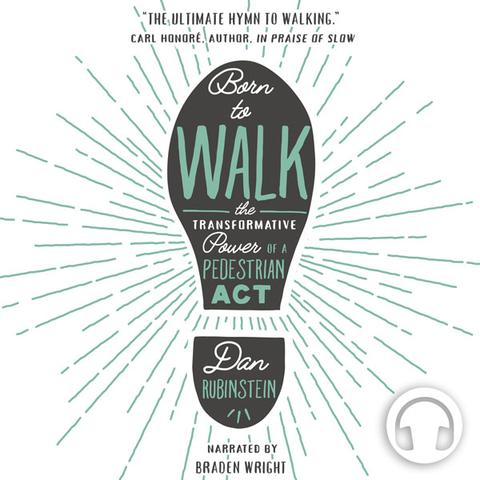 "THE ULTIMATE HYMN TO WALKING."
CARL HONORÉ, AUTHOR, IN PRAISE OF SLOW
Born
to
WALK
the
TRANSFORMATIVE
Power OF A
PEDESTRIAN
ACT
Dan
RUBINSTEIN
NARRATED BY
BRADEN WRIGHT